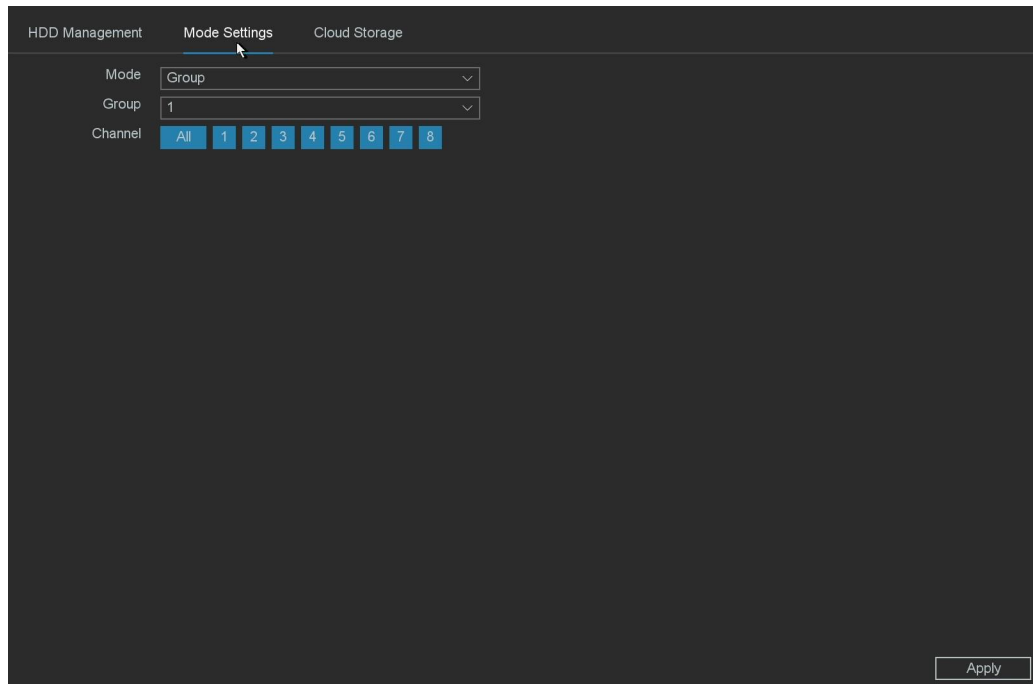 HDD Management Mode Settings Cloud Storage
Mode Group
Group 1
Channel All 1 2 3 4 5 6 7 8
Apply